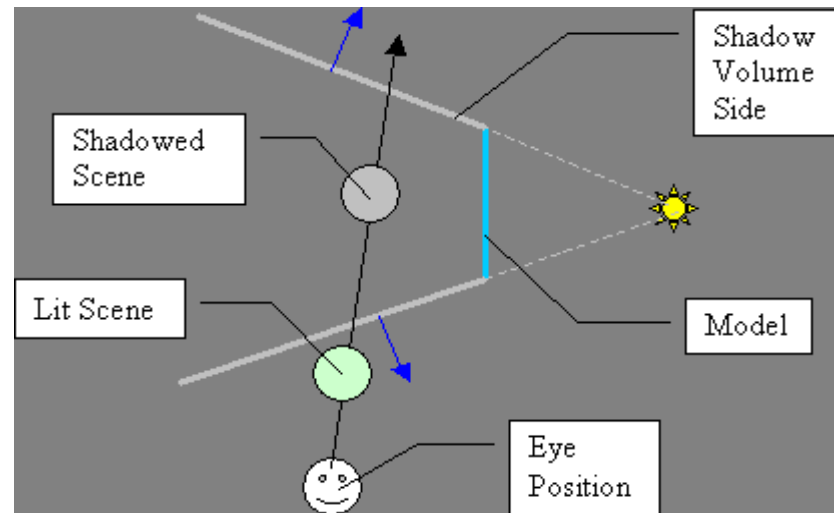 Shadow
Volume
Side
Shadowed
Scene
Lit Scene
Model
Eye
Position